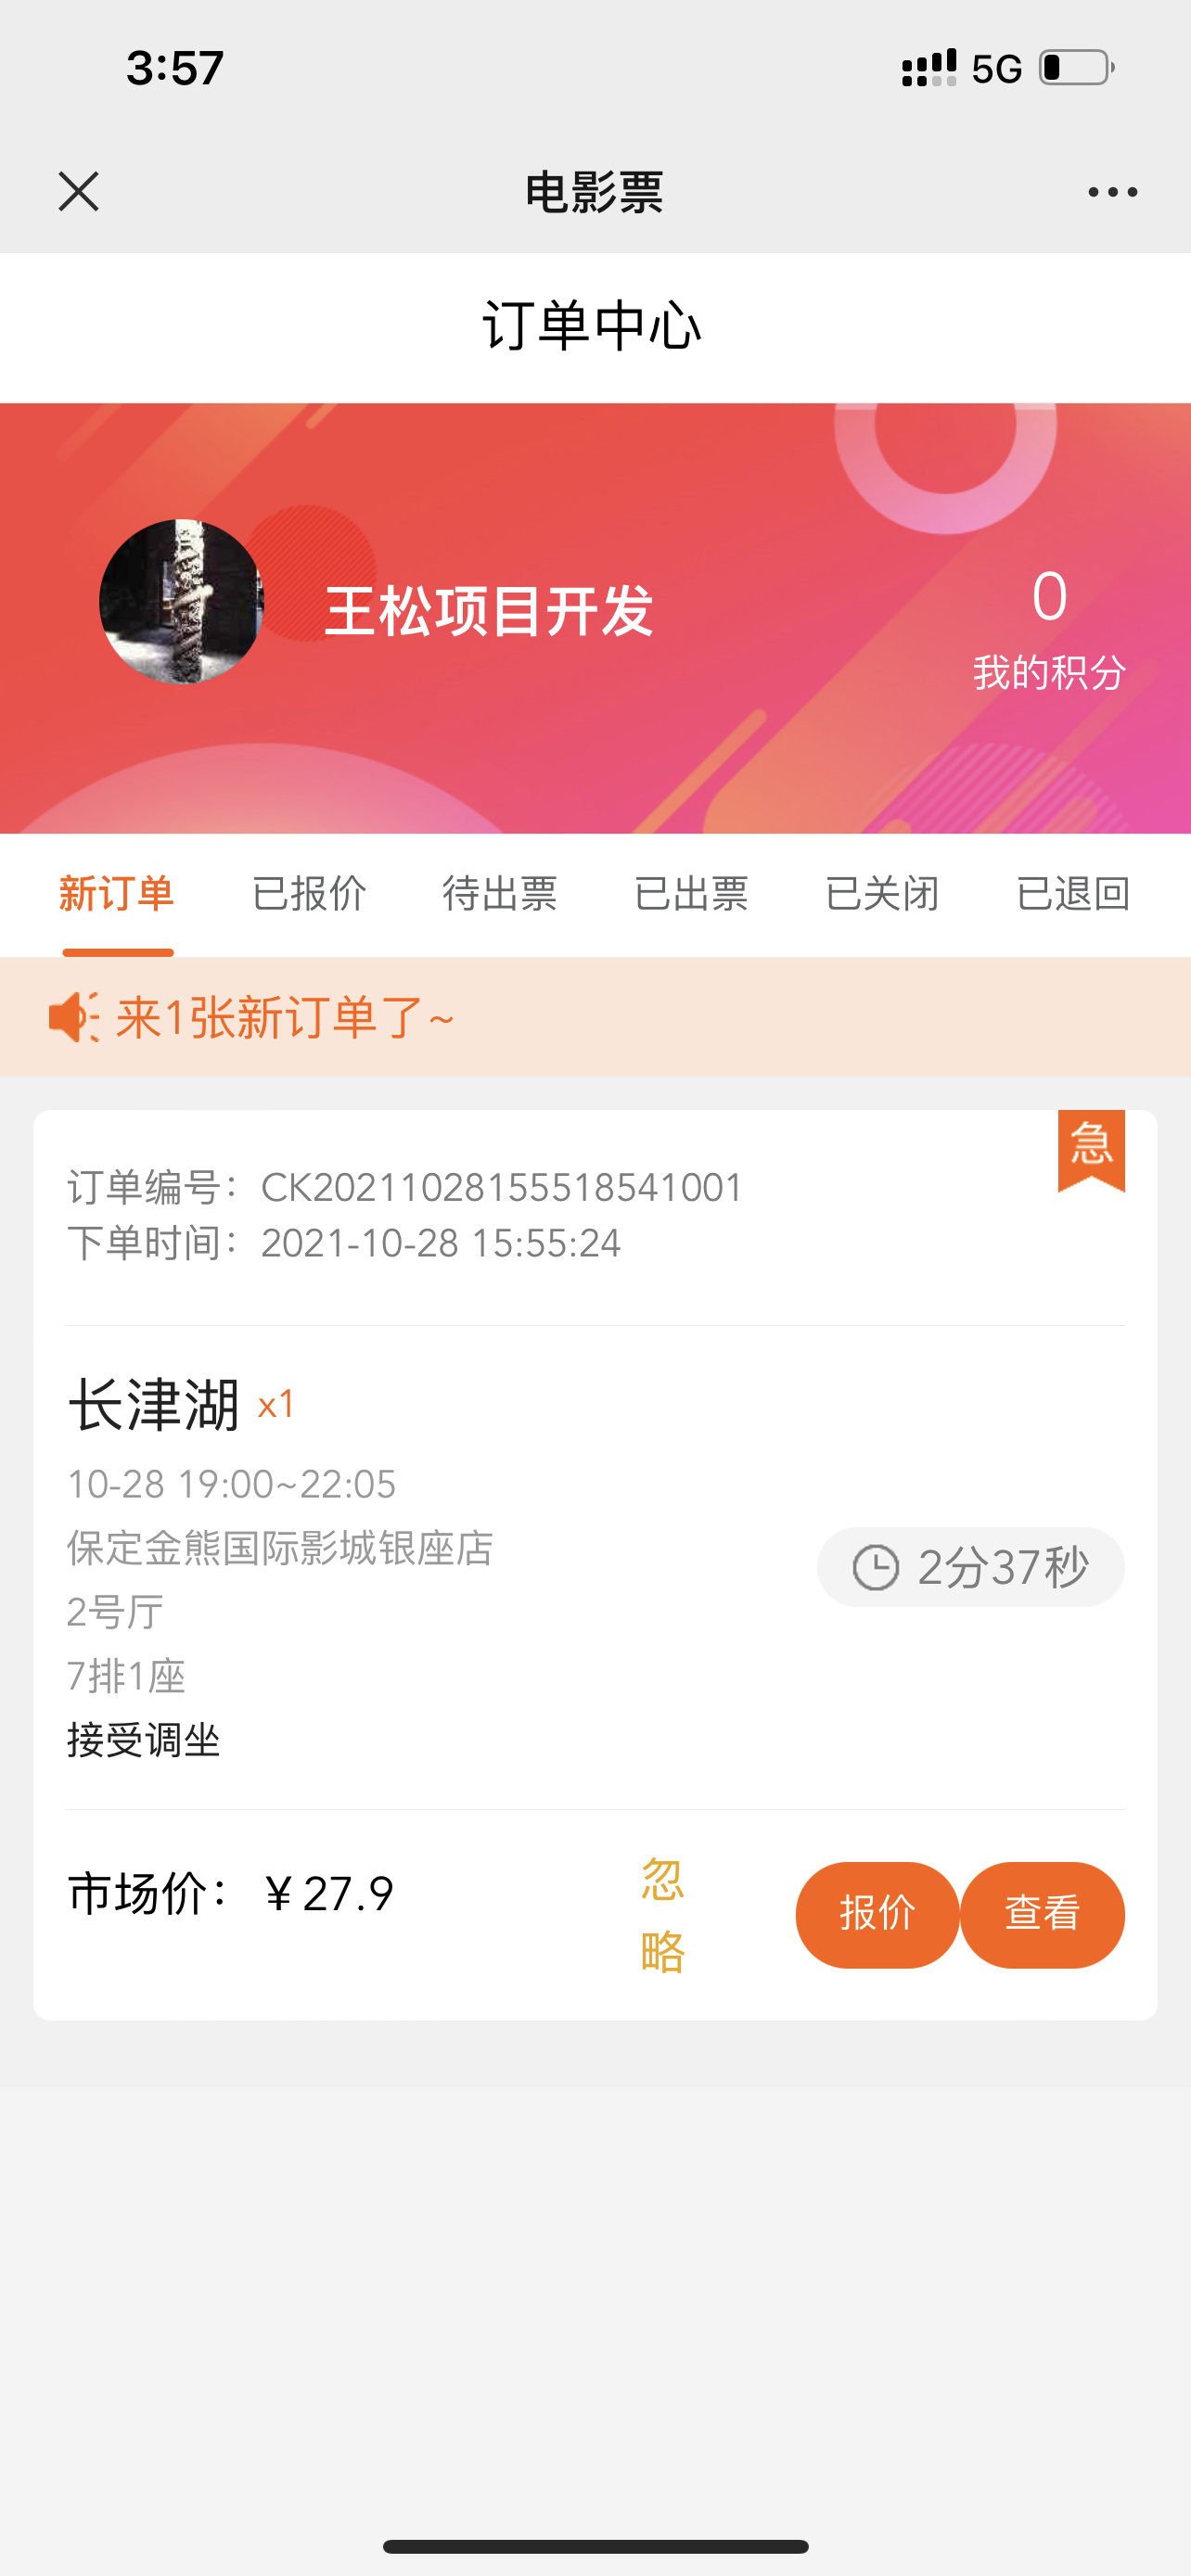 3:57
5G
电影票
订单中心
王松项目开发
0
我的积分
新订单 已报价 待出票 已出票 已关闭 已退回
来1张新订单了~
急
订单编号：CK20211028155518541001
下单时间：2021-10-28 15:55:24
长津湖 x1
10-28 19:00~22:05
保定金熊国际影城银座店
2分37秒
2号厅
7排1座
接受调坐
市场价：￥27.9
忽
略
报价
查看